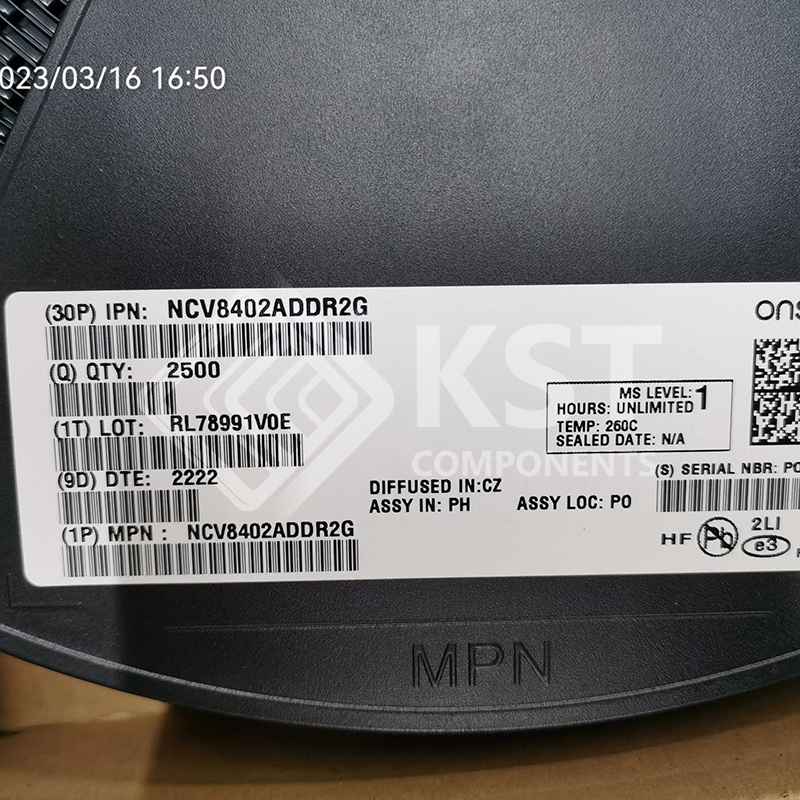 023/03/16 16:50
onse
(30P) IPN: NCV8402ADDR2G
(Q) QTY: 2500
(1T) LOT: RL78991V0E
(9D) DTE: 2222
(1P) MPN : NCV8402ADDR2G
DIFFUSED IN:CZ
ASSY IN: PH
ASSY LOC: PO
MS LEVEL: 1
HOURS: UNLIMITED
TEMP: 260C
SEALED DATE: N/A
(S) SERIAL NBR: PO
HF Pb 2LI
e3
KST
COMPONENTS
MPN